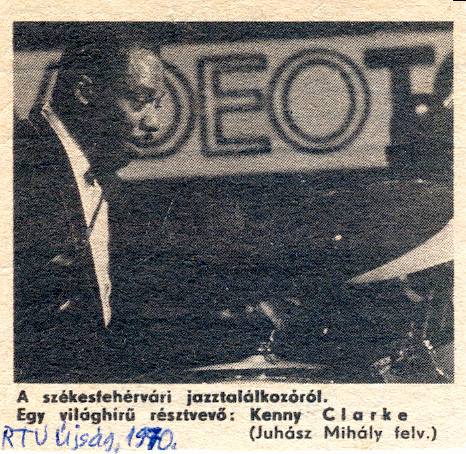 DEOT
A székesfehérvári jazztalálkozóról.
Egy világhírű résztvevő: Kenny Clarke
(Juhász Mihály felv.)
RTV Újság, 1970.